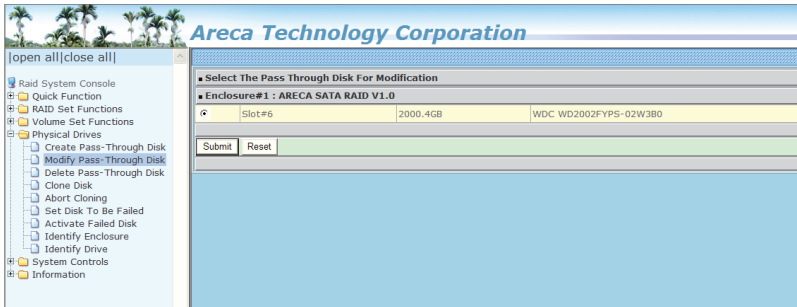 Areca Technology Corporation
|open all|close all|
Raid System Console
Quick Function
RAID Set Functions
Volume Set Functions
Physical Drives
Create Pass-Through Disk
Modify Pass-Through Disk
Delete Pass-Through Disk
Clone Disk
Abort Cloning
Set Disk To Be Failed
Activate Failed Disk
Identify Enclosure
Identify Drive
System Controls
Information
Select The Pass Through Disk For Modification
Enclosure#1 : ARECA SATA RAID V1.0
Slot#6 2000.4GB WDC WD2002FYPS-02W3B0
Submit Reset